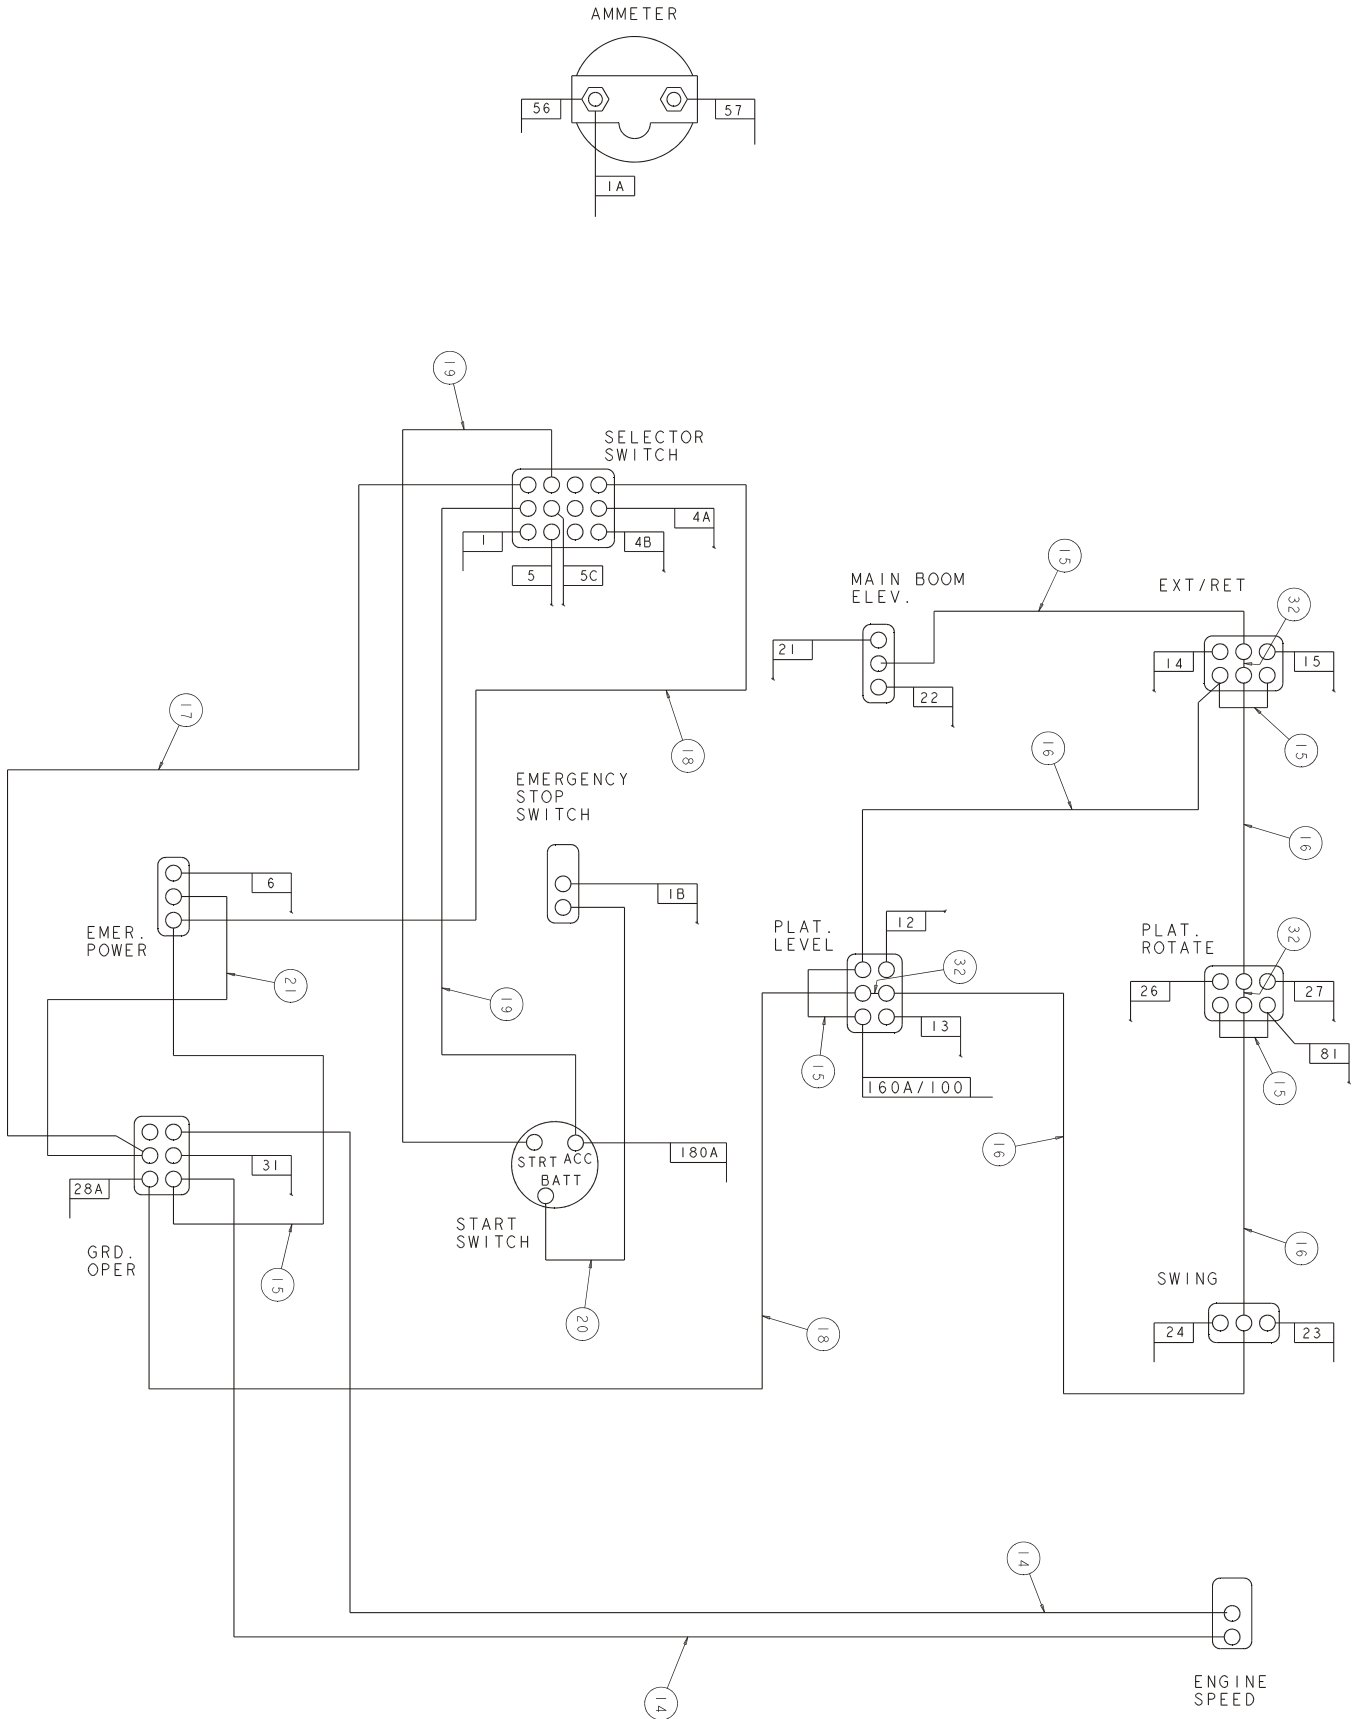 AMMETER
56
57
1A
19
SELECTOR
SWITCH
4A
1
4B
5
5C
15
MAIN BOOM
ELEV.
EXT/RET
32
21
14
15
22
17
18
16
15
EMERGENCY
STOP
SWITCH
16
6
1B
12
PLAT.
LEVEL
32
PLAT.
ROTATE
32
EMER.
POWER
21
19
26
27
13
81
15
160A/100
15
16
31
180A
STRT ACC
BATT
28A
START
SWITCH
GRD.
OPER
15
16
SWING
20
18
24
23
14
14
ENGINE
SPEED